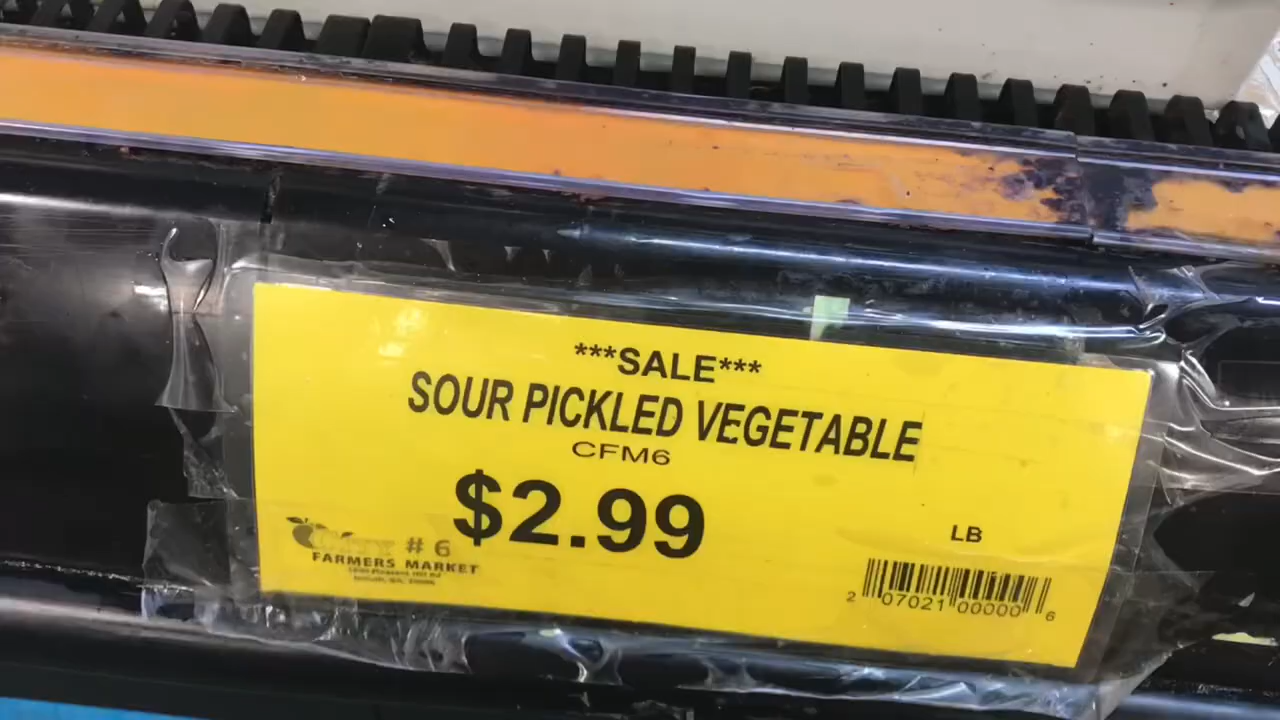 ***SALE***
SOUR PICKLED VEGETABLE
CFM6
$2.99
LB
# 6
FARMERS MARKET
2 07021 00000 6